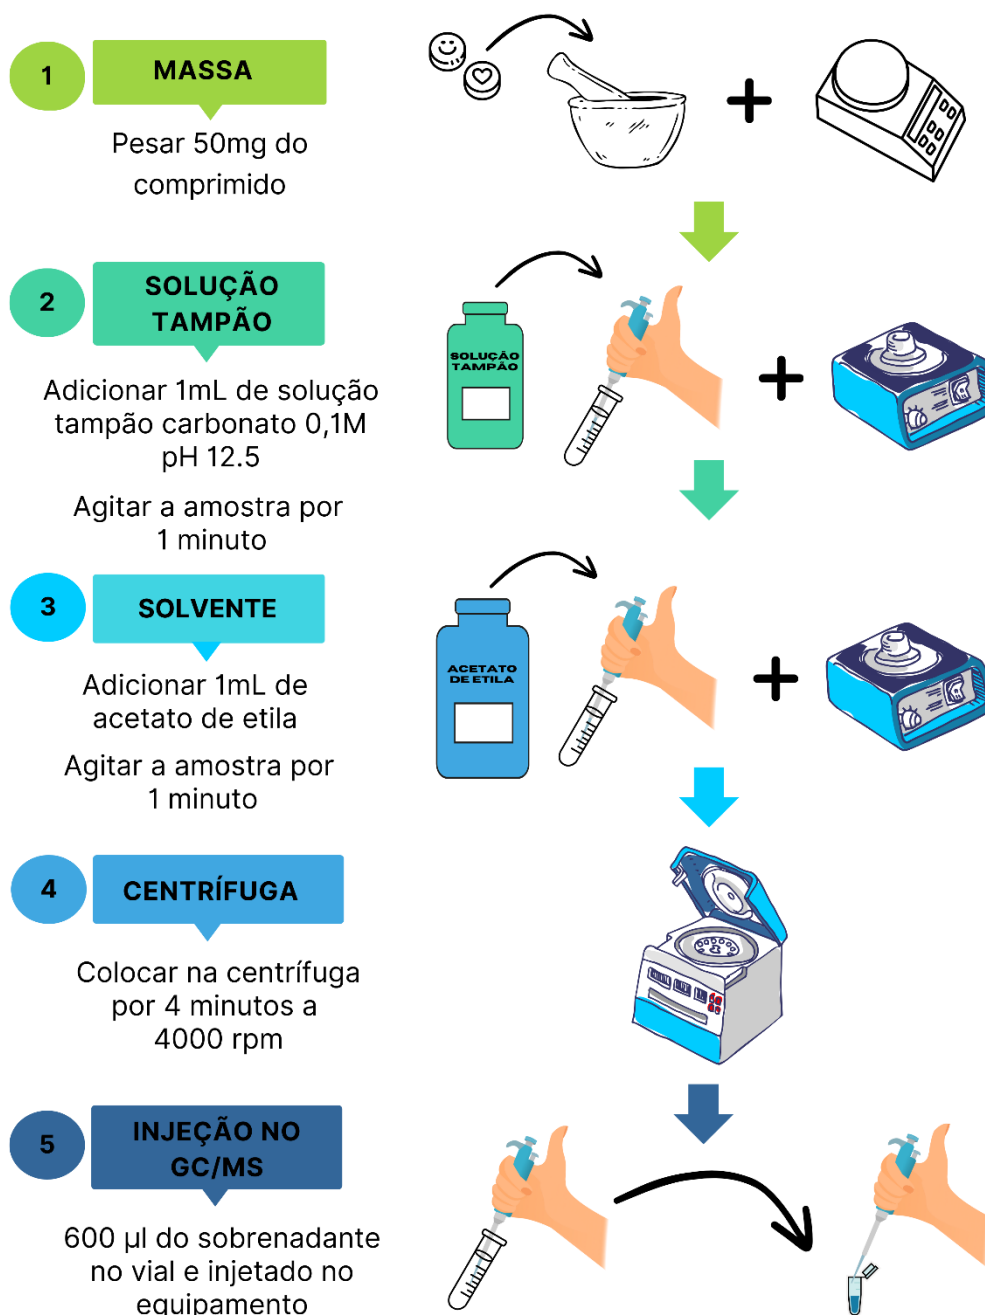 1
MASSA
Pesar 50mg do
comprimido
2
SOLUÇÃO
TAMPÃO
Adicionar 1mL de solução
tampão carbonato 0,1M
pH 12.5
Agitar a amostra por
1 minuto
SOLUÇÃO
TAMPÃO
3
SOLVENTE
Adicionar 1mL de
acetato de etila
Agitar a amostra por
1 minuto
ACETATO
DE ETILA
4
CENTRÍFUGA
Colocar na centrífuga
por 4 minutos a
4000 rpm
5
INJEÇÃO NO
GC/MS
600 µl do sobrenadante
no vial e injetado no
equipamento